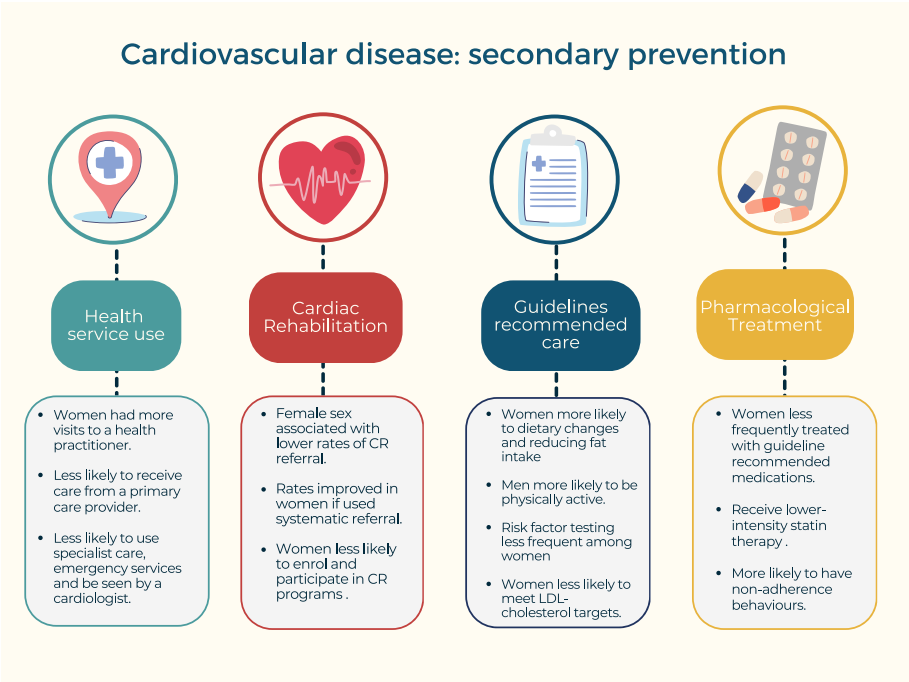 Cardiovascular disease: secondary prevention
Health
service use
• Women had more
visits to a health
practitioner.
• Less likely to receive
care from a primary
care provider.
• Less likely to use
specialist care,
emergency services
and be seen by a
cardiologist.
Cardiac
Rehabilitation
• Female sex
associated with
lower rates of CR
referral.
• Rates improved in
women if used
systematic referral.
• Women less likely
to enrol and
participate in CR
programs .
Guidelines
recommended
care
• Women more likely
to dietary changes
and reducing fat
intake
• Men more likely to be
physically active.
• Risk factor testing
less frequent among
women
• Women less likely to
meet LDL-
cholesterol targets.
Pharmacological
Treatment
• Women less
frequently treated
with guideline
recommended
medications.
• Receive lower-
intensity statin
therapy .
• More likely to have
non-adherence
behaviours.